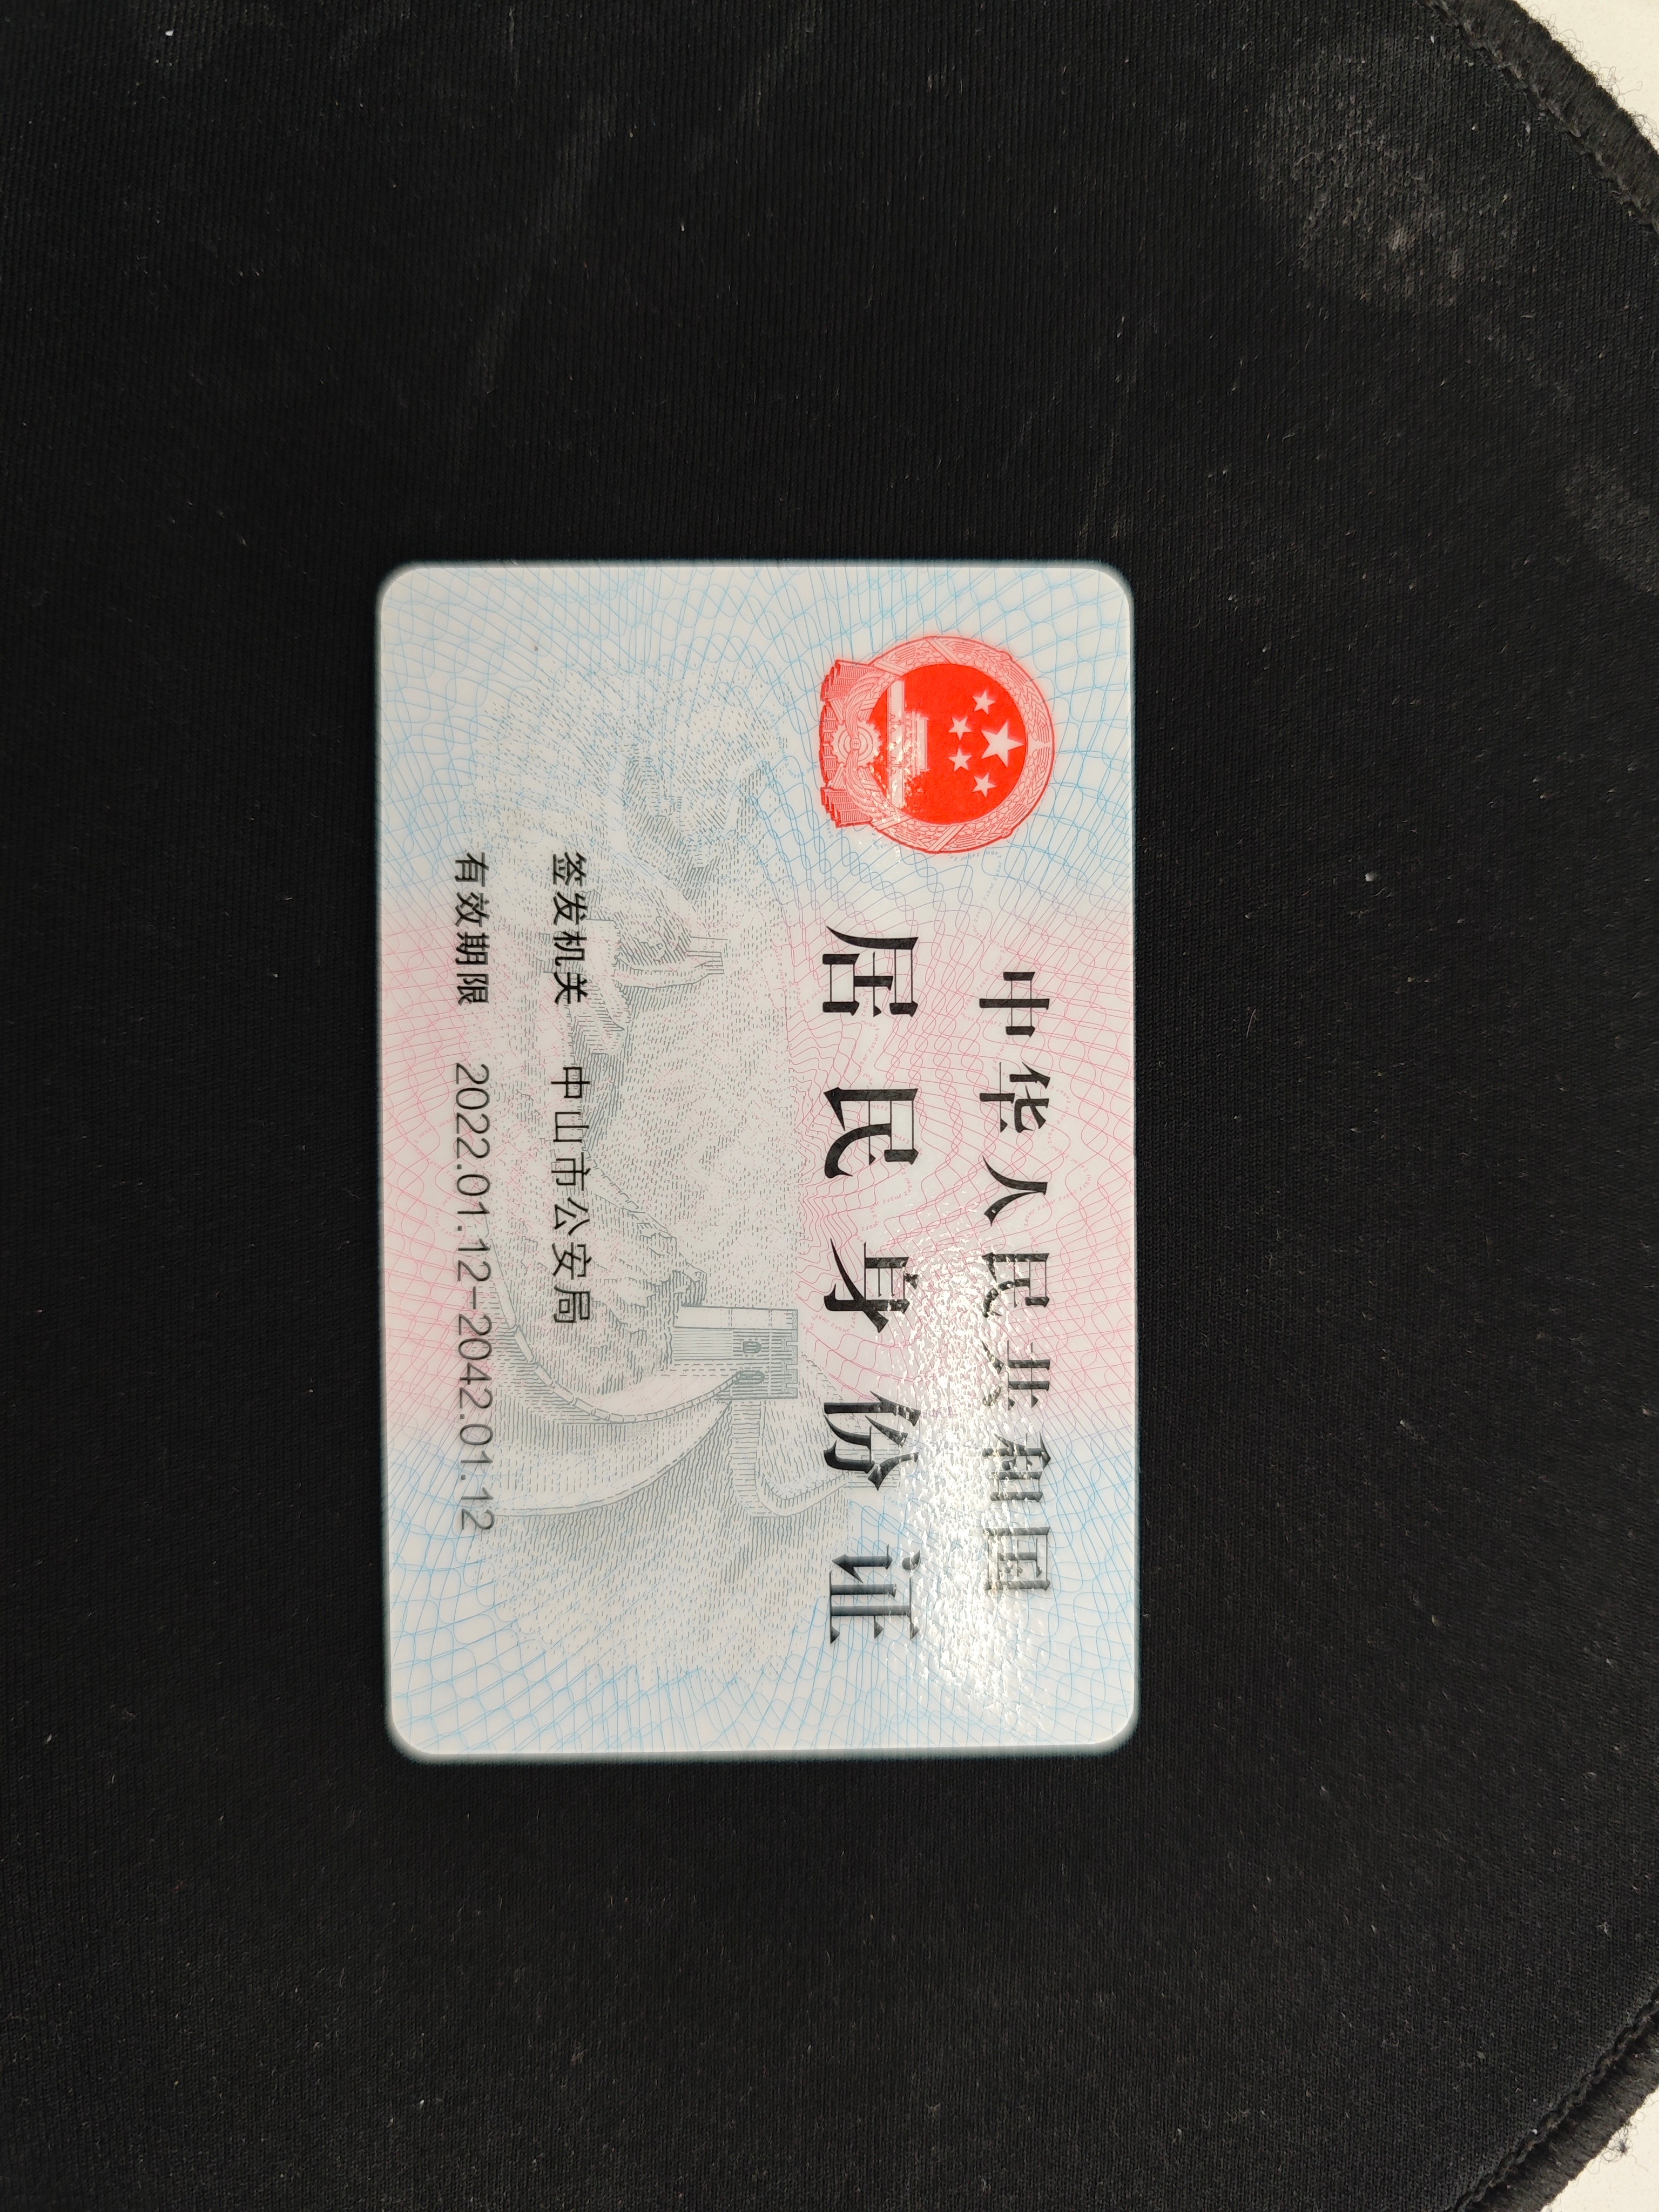 中华人民共和国
居民身份证
签发机关 中山市公安局
有效期限 2022.01.12-2042.01.12